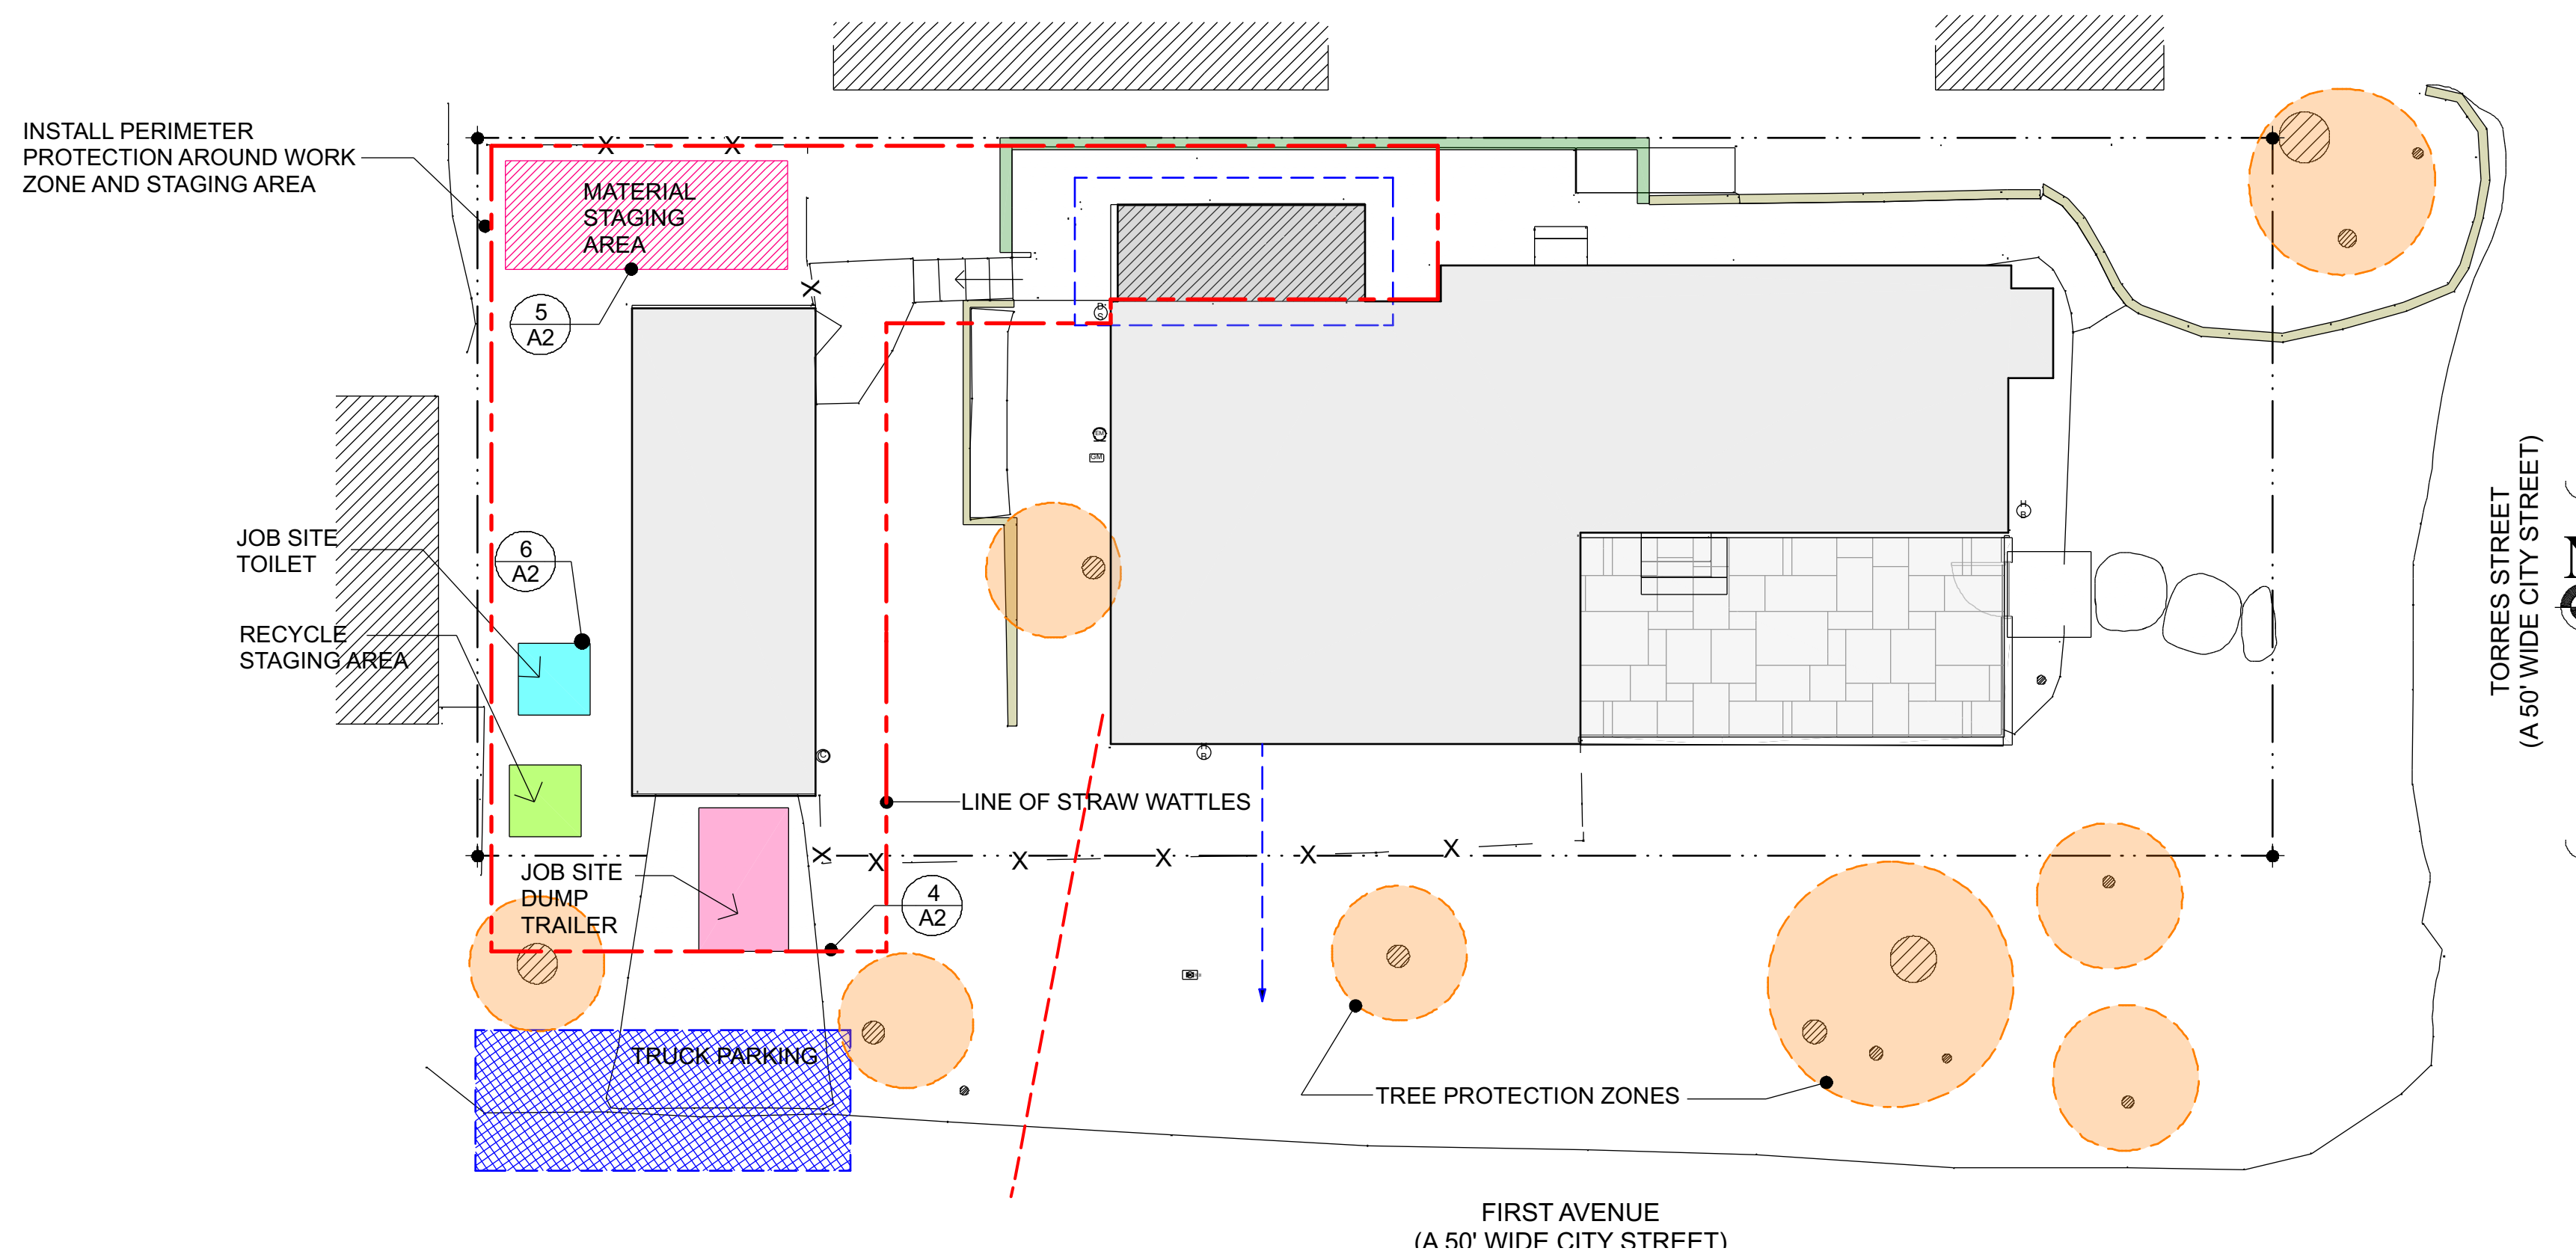 INSTALL PERIMETER
PROTECTION AROUND WORK
ZONE AND STAGING AREA
MATERIAL
STAGING
AREA
5
A2
JOB SITE
TOILET
6
A2
RECYCLE
STAGING AREA
JOB SITE
DUMP
TRAILER
4
A2
LINE OF STRAW WATTLES
TRUCK PARKING
TREE PROTECTION ZONES
FIRST AVENUE
(A 50' WIDE CITY STREET)
TORRES STREET
(A 50' WIDE CITY STREET)
X
X
X
X
X
X
X
X
X
GM
H
B
H
B
C